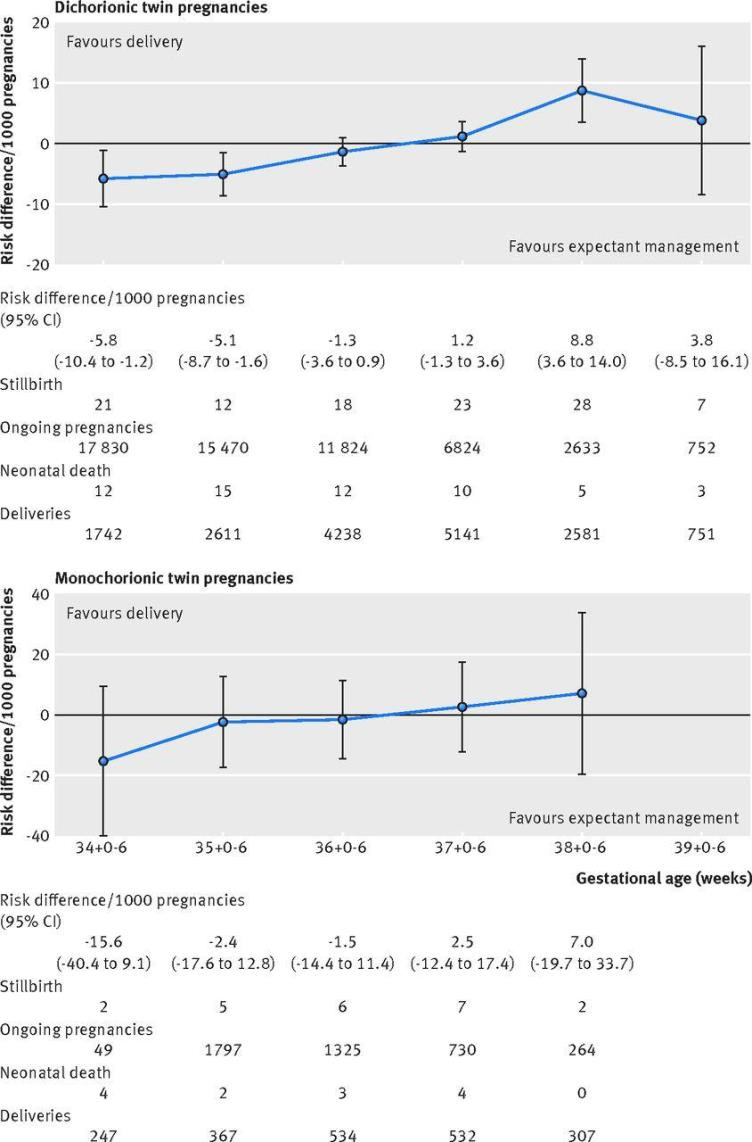 Dichorionic twin pregnancies
Risk difference/1000 pregnancies
20
Favours delivery
10
0
-10
Favours expectant management
-20
Risk difference/1000 pregnancies
(95% CI)
-5.8 -5.1 -1.3 1.2 8.8 3.8
(-10.4 to -1.2) (-8.7 to -1.6) (-3.6 to 0.9) (-1.3 to 3.6) (3.6 to 14.0) (-8.5 to 16.1)
Stillbirth
21 12 18 23 28 7
Ongoing pregnancies
17 830 15 470 11 824 6824 2633 752
Neonatal death
12 15 12 10 5 3
Deliveries
1742 2611 4238 5141 2581 751
Monochorionic twin pregnancies
Risk difference/1000 pregnancies
40
Favours delivery
20
0
-20
Favours expectant management
-40
34+0-6 35+0-6 36+0-6 37+0-6 38+0-6 39+0-6
Gestational age (weeks)
Risk difference/1000 pregnancies
(95% CI)
-15.6 -2.4 -1.5 2.5 7.0
(-40.4 to 9.1) (-17.6 to 12.8) (-14.4 to 11.4) (-12.4 to 17.4) (-19.7 to 33.7)
Stillbirth
2 5 6 7 2
Ongoing pregnancies
49 1797 1325 730 264
Neonatal death
4 2 3 4 0
Deliveries
247 367 534 532 307